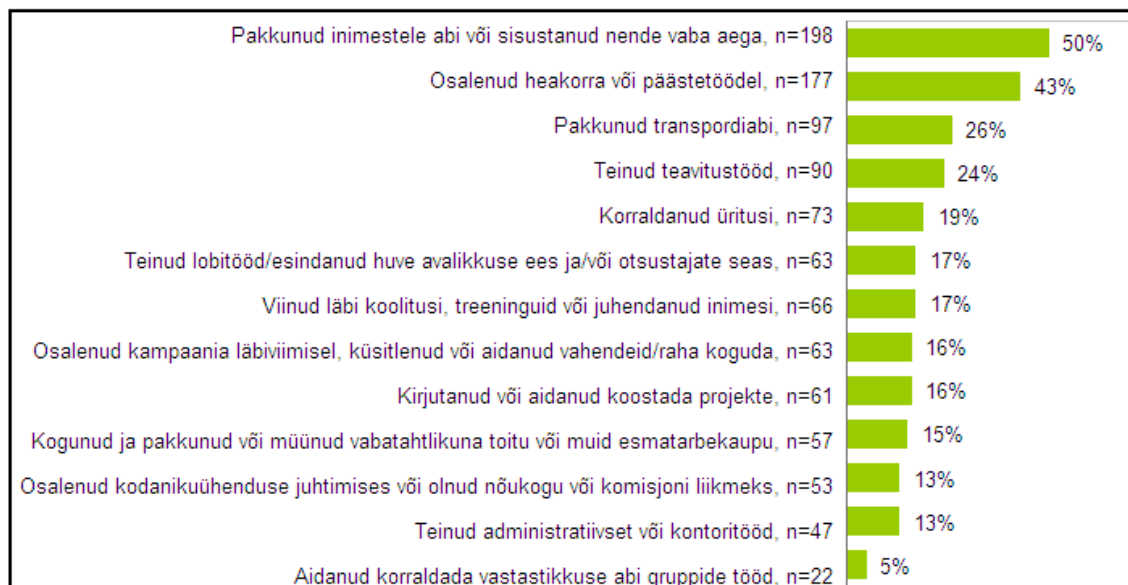 Pakkunud inimestele abi või sisustanud nende vaba aega, n=198 50%
Osalenud heakorra või päästetöödel, n=177 43%
Pakkunud transpordiabi, n=97 26%
Teinud teavitustööd, n=90 24%
Korraldanud üritusi, n=73 19%
Teinud lobitööd/esindanud huve avalikkuse ees ja/või otsustajate seas, n=63 17%
Viinud läbi koolitusi, treeninguid või juhendanud inimesi, n=66 17%
Osalenud kampaania läbiviimisel, küsitlenud või aidanud vahendeid/raha koguda, n=63 16%
Kirjutanud või aidanud koostada projekte, n=61 16%
Kogunud ja pakkunud või müünud vabatahtlikuna toitu või muid esmatarbekaupu, n=57 15%
Osalenud kodanikuühenduse juhtimises või olnud nõukogu või komisjoni liikmeks, n=53 13%
Teinud administratiivset või kontoritööd, n=47 13%
Aidanud korraldada vastastikkuse abi gruppide tööd, n=22 5%